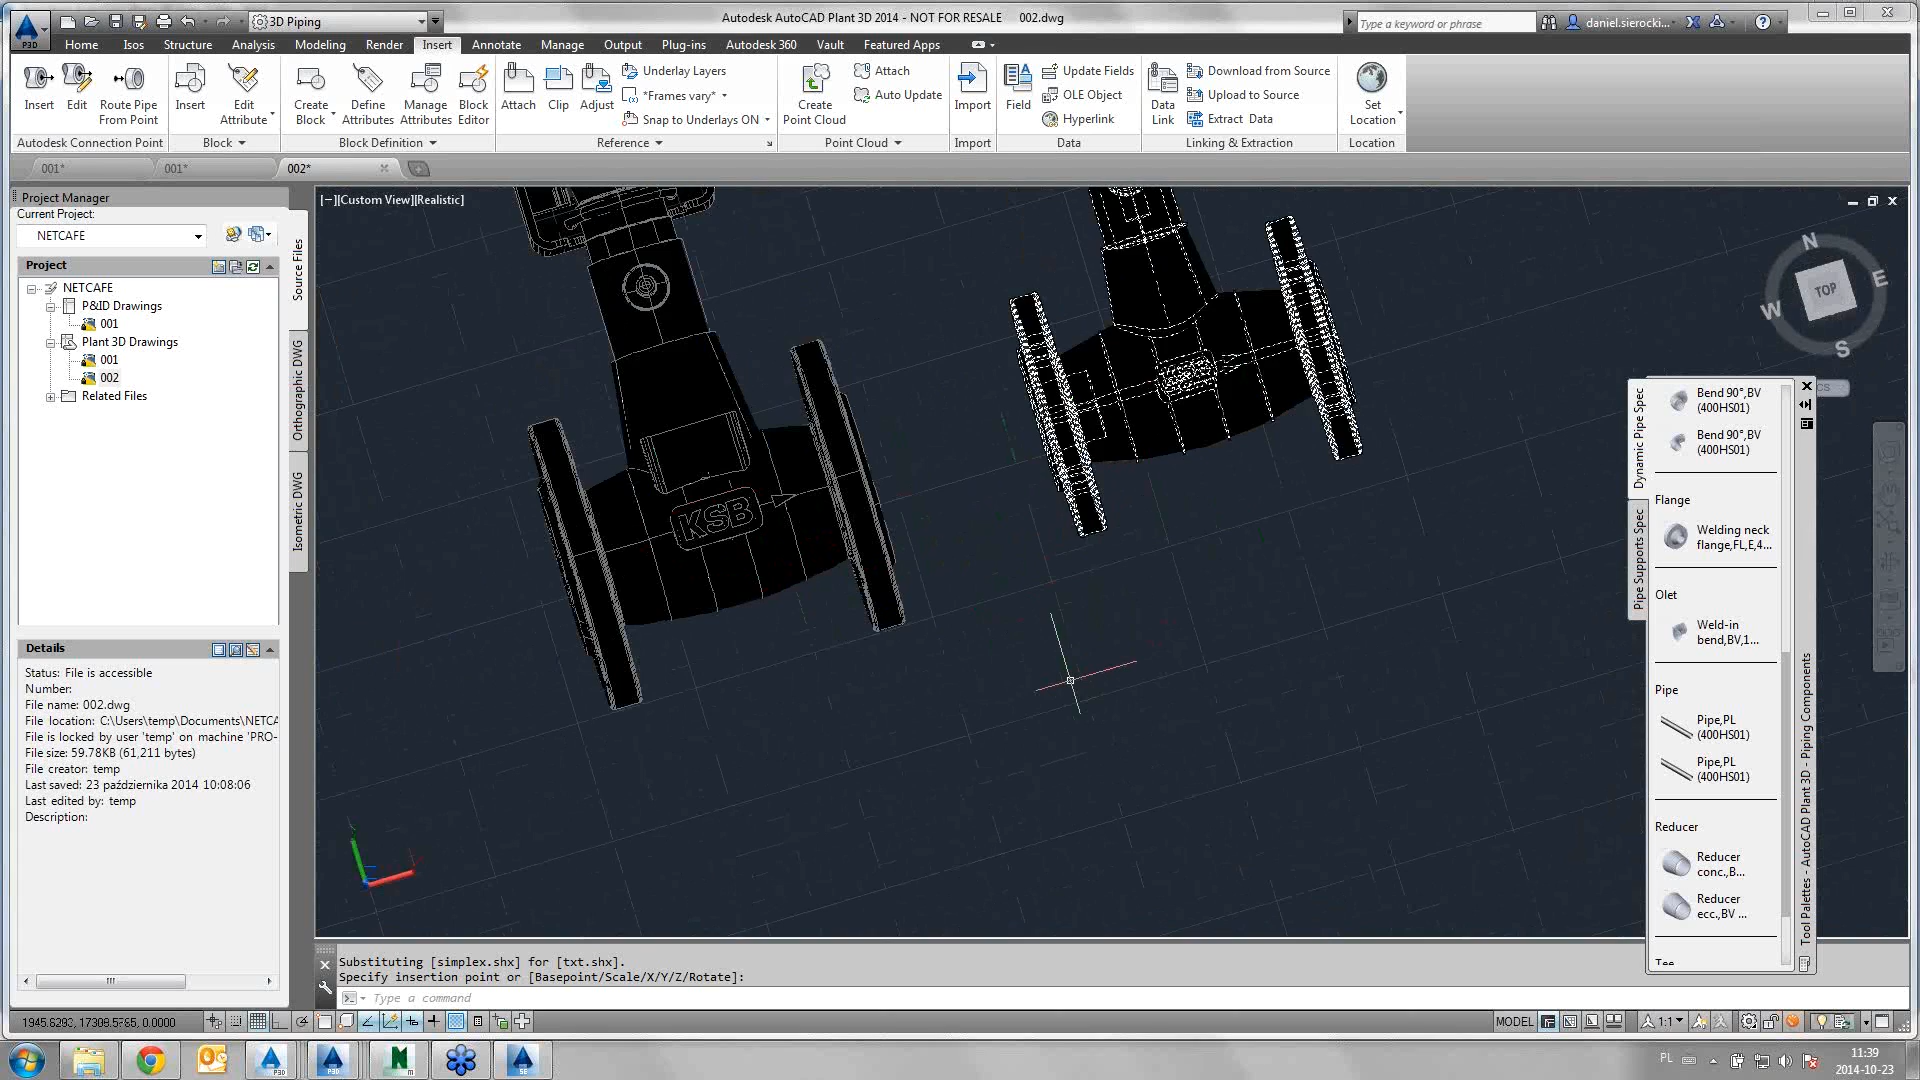 3D Piping
Autodesk AutoCAD Plant 3D 2014 - NOT FOR RESALE 002.dwg
Type a keyword or phrase
daniel.sierocki...
P3D
Home
Isos
Structure
Analysis
Modeling
Render
Insert
Annotate
Manage
Output
Plug-ins
Autodesk 360
Vault
Featured Apps
Insert
Edit
Route Pipe
From Point
Autodesk Connection Point
Insert
Edit
Attribute
Block
Create
Block
Define
Attributes
Manage
Attributes
Block
Editor
Block Definition
Attach
Clip
Adjust
Underlay Layers
*Frames vary*
Snap to Underlays ON
Reference
Create
Point Cloud
Attach
Auto Update
Point Cloud
Import
Import
Field
Update Fields
OLE Object
Hyperlink
Data
Data
Link
Download from Source
Upload to Source
Extract Data
Linking & Extraction
Set
Location
Location
001*
001*
002*
Project Manager
Current Project:
NETCAFE
Project
NETCAFE
P&ID Drawings
001
Plant 3D Drawings
001
002
Related Files
Source Files
Orthographic DWG
Isometric DWG
Details
Status: File is accessible
Number:
File name: 002.dwg
File location: C:\Users\temp\Documents\NETCA
File is locked by user 'temp' on machine 'PRO-
File size: 59.78KB (61,211 bytes)
File creator: temp
Last saved: 23 października 2014 10:08:06
Last edited by: temp
Description:
[−][Custom View][Realistic]
KSB
N
E
TOP
W
S
Dynamic Pipe Spec
Pipe Supports Spec
Bend 90°,BV
(400HS01)
Bend 90°,BV
(400HS01)
Flange
Welding neck
flange,FL,E,4...
Olet
Weld-in
bend,BV,1...
Pipe
Pipe,PL
(400HS01)
Pipe,PL
(400HS01)
Reducer
Reducer
conc.,B...
Reducer
ecc.,BV ...
Tee
Tool Palettes - AutoCAD Plant 3D - Piping Components
Substituting [simplex.shx] for [txt.shx].
Specify insertion point or [Basepoint/Scale/X/Y/Z/Rotate]:
Type a command
MODEL
1:1
P3D
P3D
SE
PL
11:39
2014-10-23